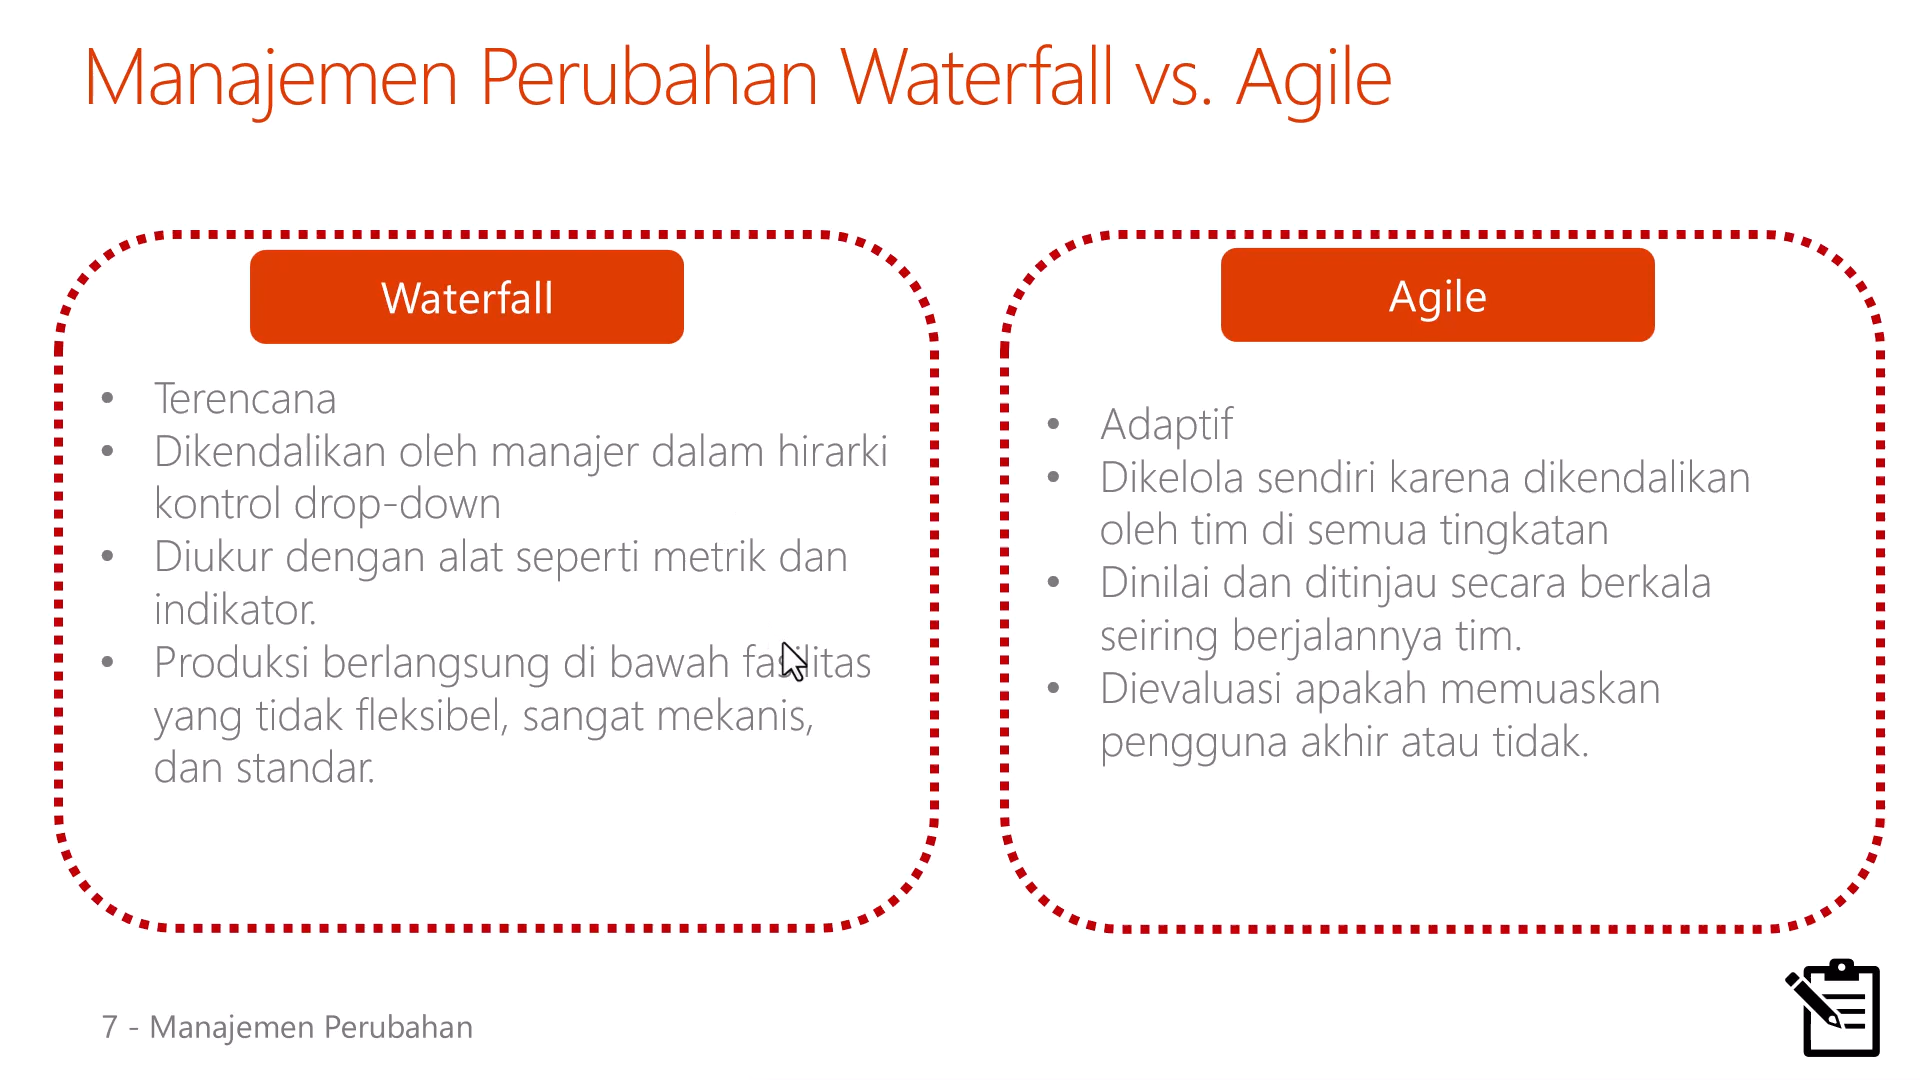 Manajemen Perubahan Waterfall vs. Agile
Waterfall
• Terencana
• Dikendalikan oleh manajer dalam hirarki
kontrol drop-down
• Diukur dengan alat seperti metrik dan
indikator.
• Produksi berlangsung di bawah fasilitas
yang tidak fleksibel, sangat mekanis,
dan standar.
Agile
• Adaptif
• Dikelola sendiri karena dikendalikan
oleh tim di semua tingkatan
• Dinilai dan ditinjau secara berkala
seiring berjalannya tim.
• Dievaluasi apakah memuaskan
pengguna akhir atau tidak.
7 - Manajemen Perubahan